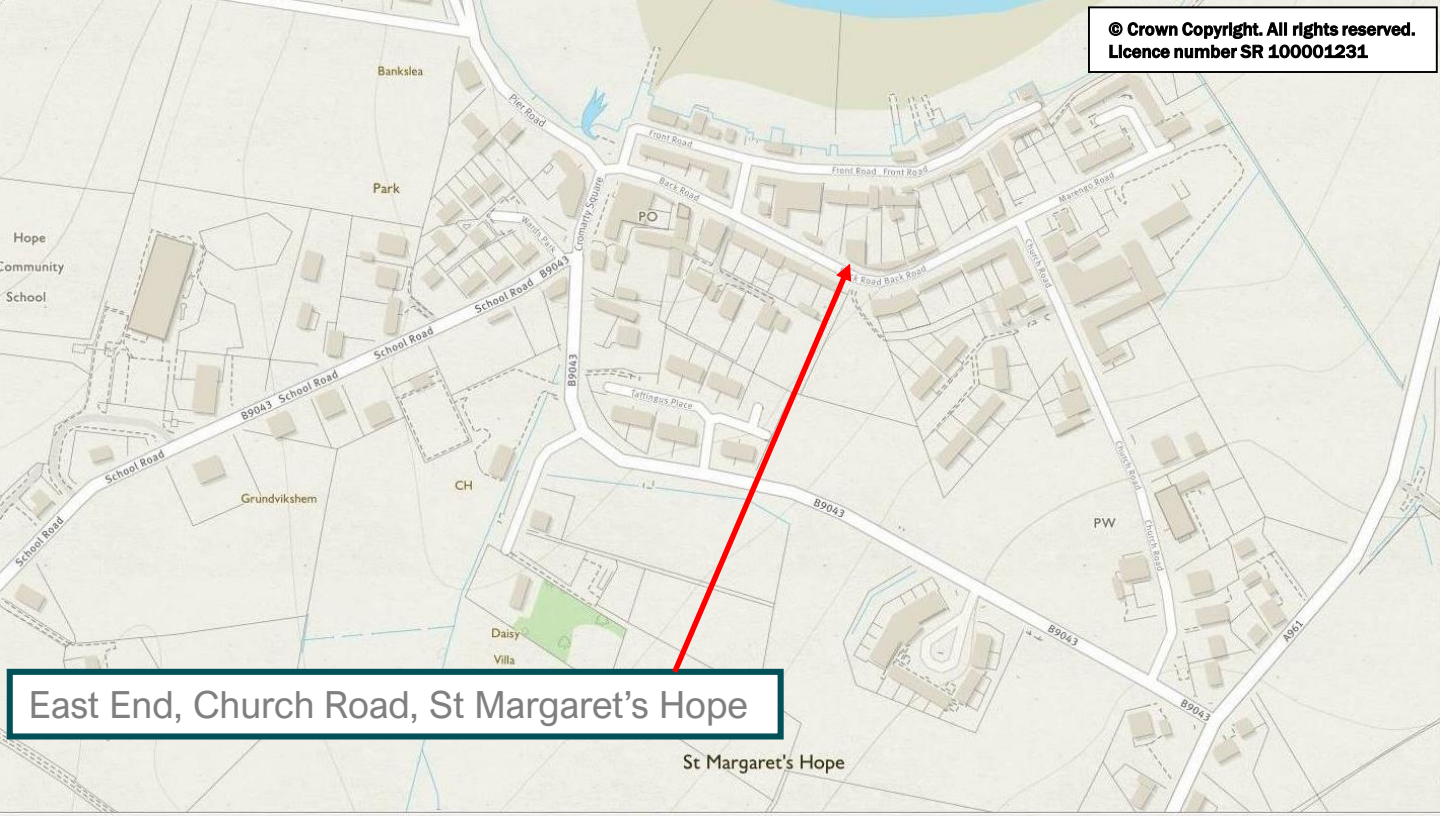 © Crown Copyright. All rights reserved.
Licence number SR 100001231
Bankslea
Pier Road
Front Road
Front Road Front Road
Park
Back Road
Marengo Road
PO
Cromarty Square
Wards Park
Hope
Community
School
Church Road
School Road B9043
Road Back Road
School Road
B9043
B9043 School Road
Taftingus Place
School Road
Church Road
CH
Grundvikshem
B9043
School Road
PW
Church Road
Daisy
Villa
B9043
A961
East End, Church Road, St Margaret's Hope
B9043
St Margaret's Hope